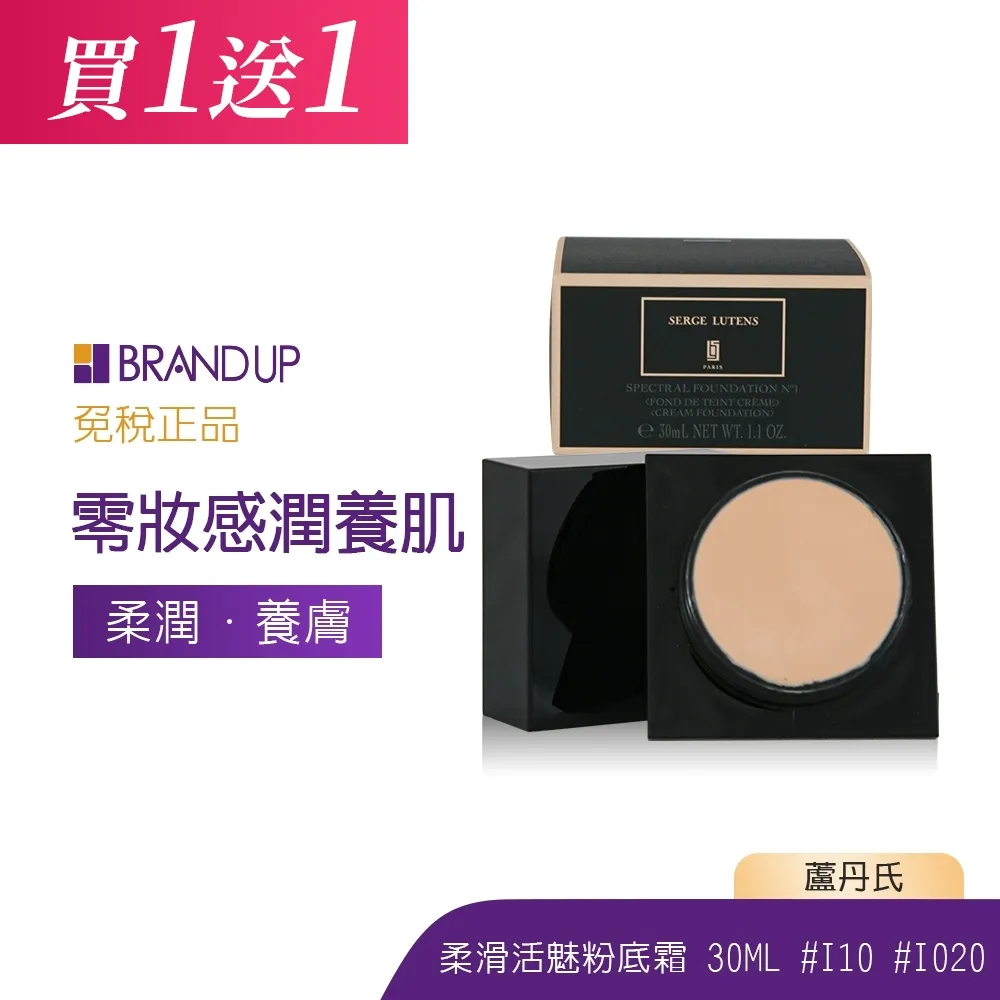 買1送1
BRAND UP
免稅正品
零妝感潤養肌
柔潤·養膚
SERGE LUTENS
PARIS
SPECTRAL FOUNDATION N°1
<FOND DE TEINT CRÈME>
<CREAM FOUNDATION>
℮ 30mL NET WT. 1.1 OZ.
蘆丹氏
柔滑活魅粉底霜 30ML #I10 #I020